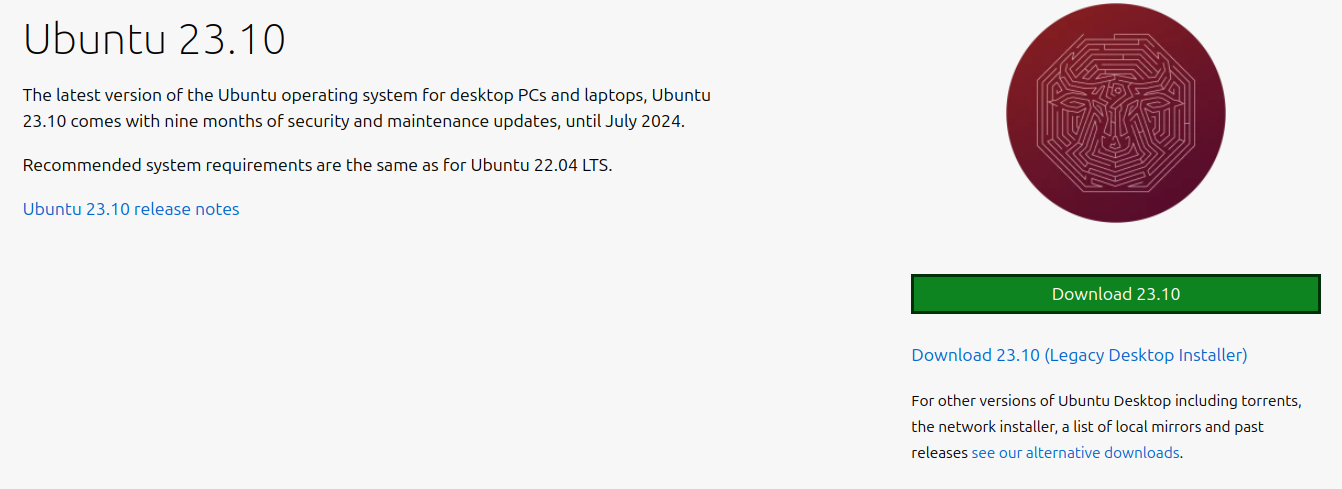 Ubuntu 23.10
The latest version of the Ubuntu operating system for desktop PCs and laptops, Ubuntu
23.10 comes with nine months of security and maintenance updates, until July 2024.
Recommended system requirements are the same as for Ubuntu 22.04 LTS.
Ubuntu 23.10 release notes
Download 23.10
Download 23.10 (Legacy Desktop Installer)
For other versions of Ubuntu Desktop including torrents,
the network installer, a list of local mirrors and past
releases see our alternative downloads.